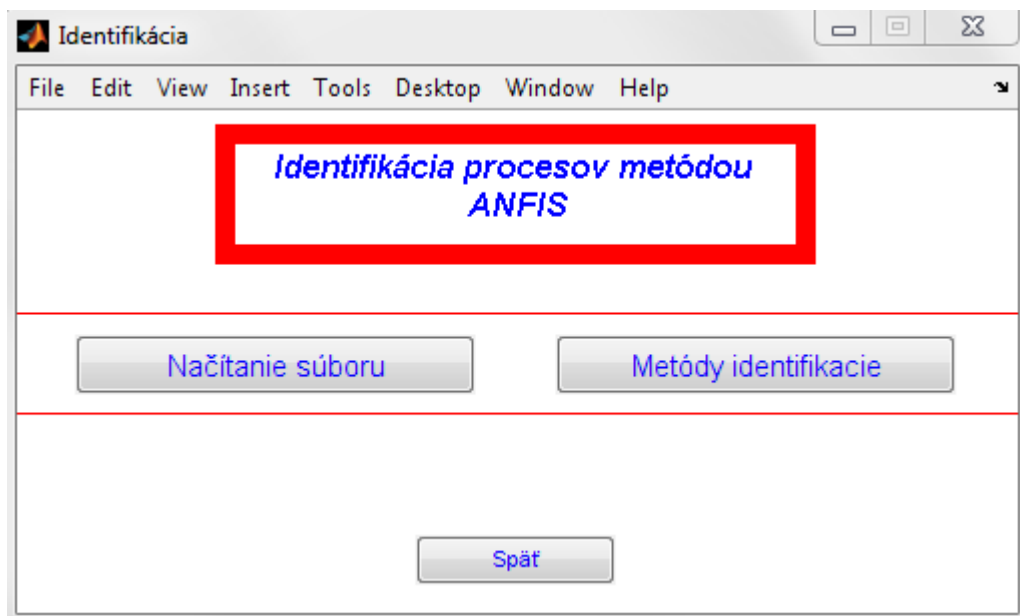 Identifikácia
File Edit View Insert Tools Desktop Window Help
Identifikácia procesov metódou
ANFIS
Načítanie súboru
Metódy identifikacie
Späť